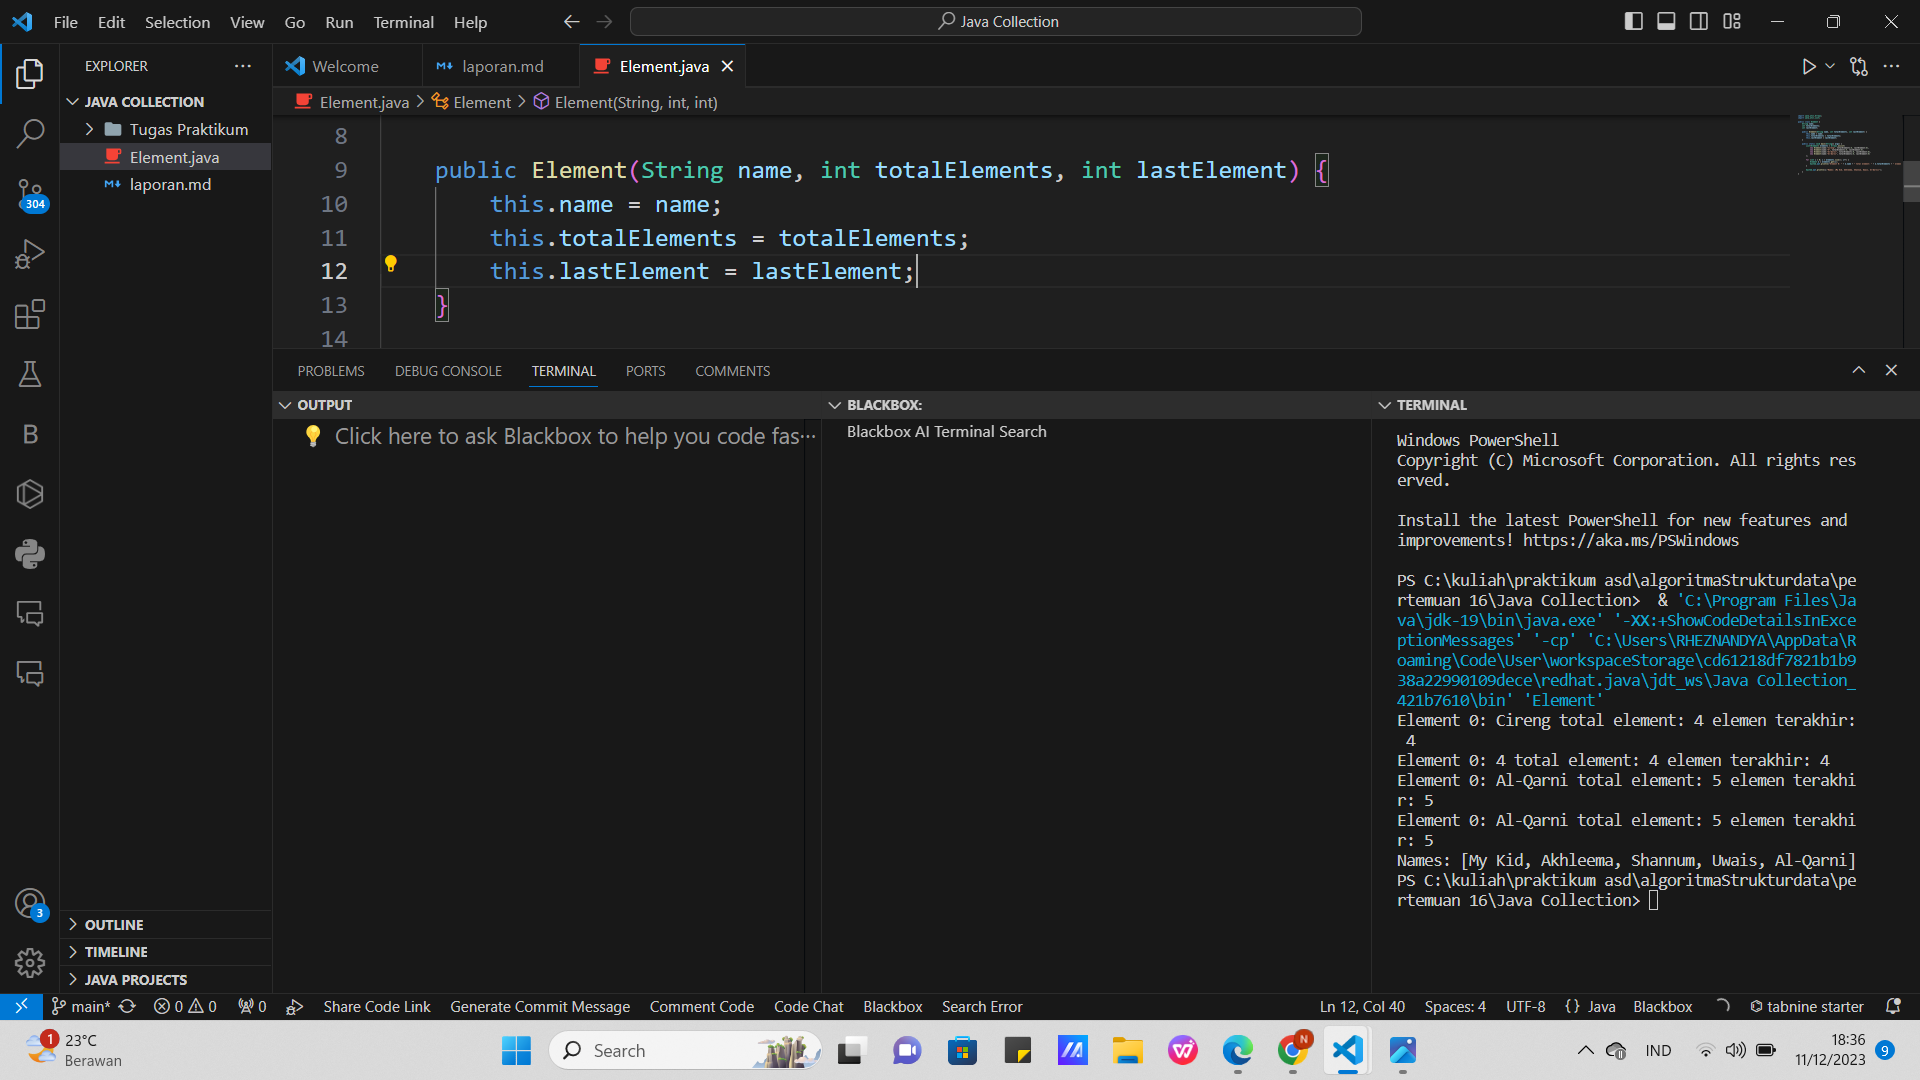 File Edit Selection View Go Run Terminal Help
Java Collection
EXPLORER
Welcome
laporan.md
Element.java
JAVA COLLECTION
Tugas Praktikum
Element.java
laporan.md
304
Element.java > Element > Element(String, int, int)
8
9 public Element(String name, int totalElements, int lastElement) {
10 this.name = name;
11 this.totalElements = totalElements;
12 this.lastElement = lastElement;
13 }
14
PROBLEMS DEBUG CONSOLE TERMINAL PORTS COMMENTS
OUTPUT
Click here to ask Blackbox to help you code fas...
BLACKBOX:
Blackbox AI Terminal Search
TERMINAL
Windows PowerShell
Copyright (C) Microsoft Corporation. All rights res
erved.
Install the latest PowerShell for new features and
improvements! https://aka.ms/PSWindows
PS C:\kuliah\praktikum asd\algoritmaStrukturdata\pe
rtemuan 16\Java Collection>  & 'C:\Program Files\Ja
va\jdk-19\bin\java.exe' '-XX:+ShowCodeDetailsInExce
ptionMessages' '-cp' 'C:\Users\RHEZNANDYA\AppData\R
oaming\Code\User\workspaceStorage\cd61218df7821b1b9
38a22990109dece\redhat.java\jdt_ws\Java Collection_
421b7610\bin' 'Element'
Element 0: Cireng total element: 4 elemen terakhir:
4
Element 0: 4 total element: 4 elemen terakhir: 4
Element 0: Al-Qarni total element: 5 elemen terakhi
r: 5
Element 0: Al-Qarni total element: 5 elemen terakhi
r: 5
Names: [My Kid, Akhleema, Shannum, Uwais, Al-Qarni]
PS C:\kuliah\praktikum asd\algoritmaStrukturdata\pe
rtemuan 16\Java Collection>
B
3
OUTLINE
TIMELINE
JAVA PROJECTS
main* 0 0 0 Share Code Link Generate Commit Message Comment Code Code Chat Blackbox Search Error Ln 12, Col 40 Spaces: 4 UTF-8 {} Java Blackbox tabnine starter
1
23°C
Berawan
Search
N
IND
18:36
11/12/2023
9